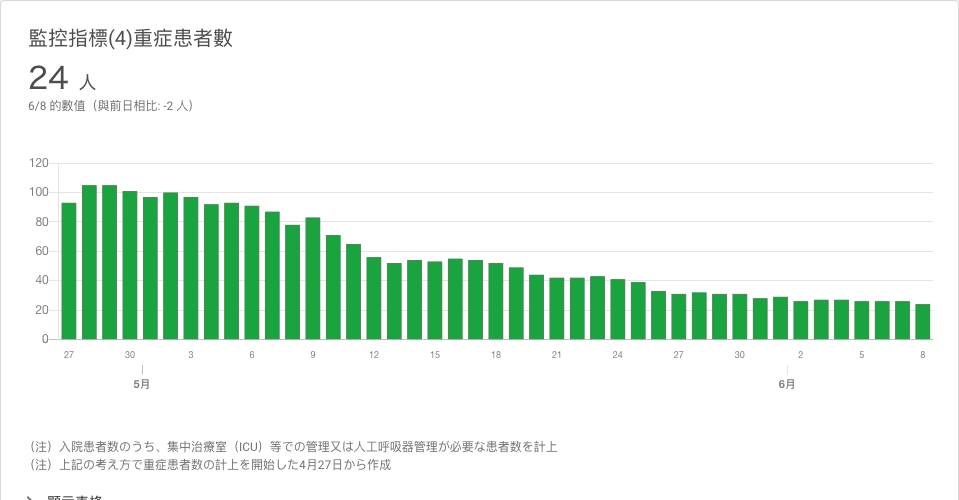 監控指標(4)重症患者數
24 人
6/8 的數值（與前日相比: -2 人）
120
100
80
60
40
20
0
27 30 3 6 9 12 15 18 21 24 27 30 2 5 8
5月 6月
（注）入院患者数のうち、集中治療室（ICU）等での管理又は人工呼吸器管理が必要な患者数を計上
（注）上記の考え方で重症患者数の計上を開始した4月27日から作成